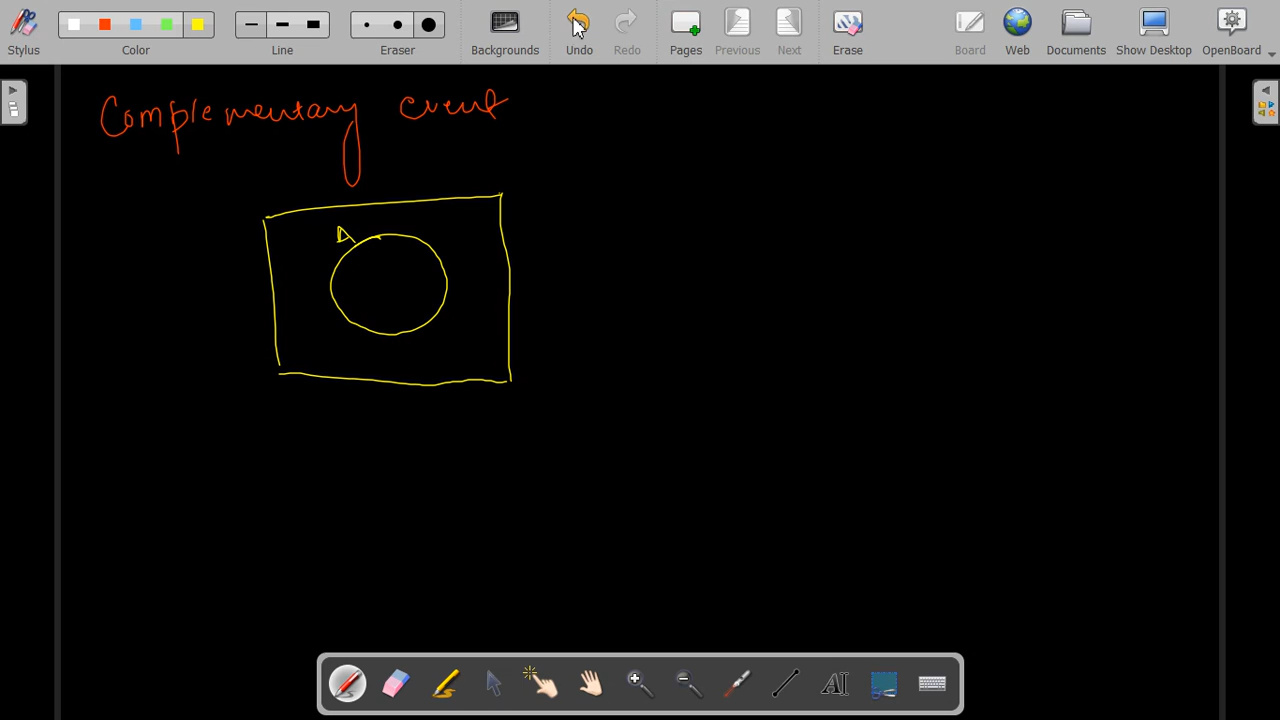 Stylus Color Line Eraser Backgrounds Undo Redo Pages Previous Next Erase Board Web Documents Show Desktop OpenBoard
Complementary event
A
AI